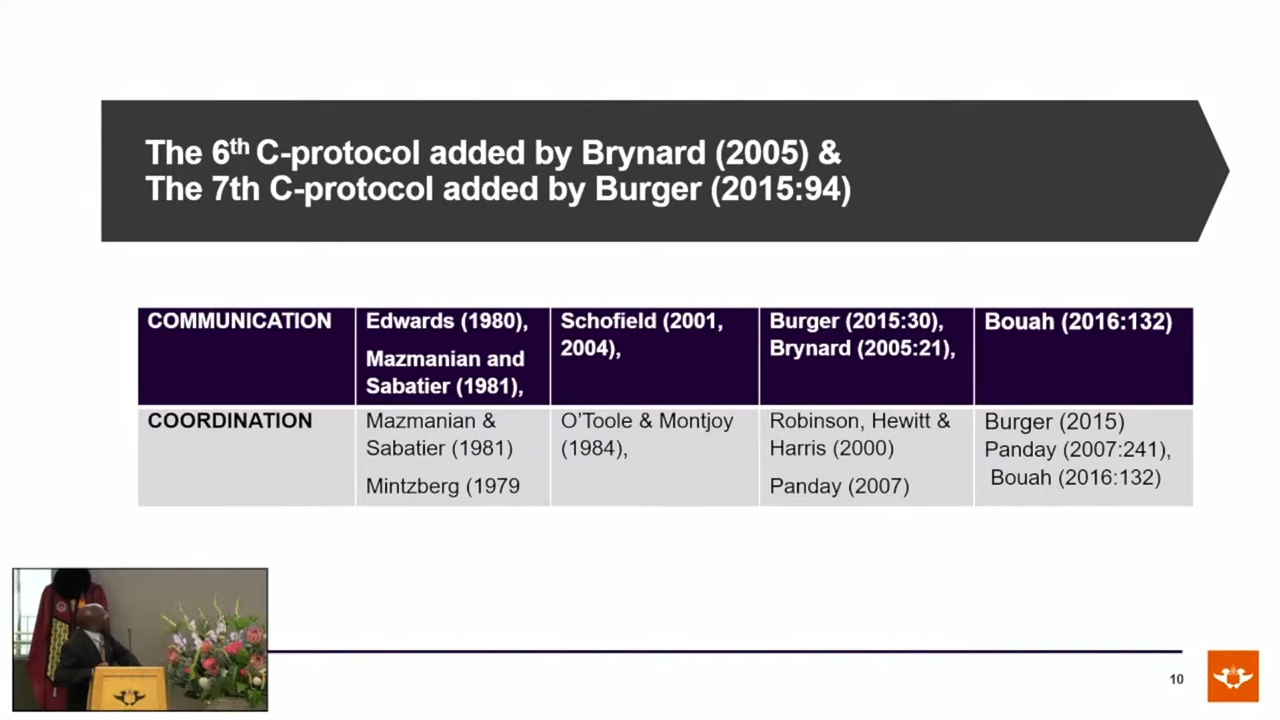 The 6th C-protocol added by Brynard (2005) &
The 7th C-protocol added by Burger (2015:94)
COMMUNICATION
Edwards (1980),
Mazmanian and
Sabatier (1981),
Schofield (2001,
2004),
Burger (2015:30),
Brynard (2005:21),
Bouah (2016:132)
COORDINATION
Mazmanian &
Sabatier (1981)
Mintzberg (1979
O’Toole & Montjoy
(1984),
Robinson, Hewitt &
Harris (2000)
Panday (2007)
Burger (2015)
Panday (2007:241),
Bouah (2016:132)
10